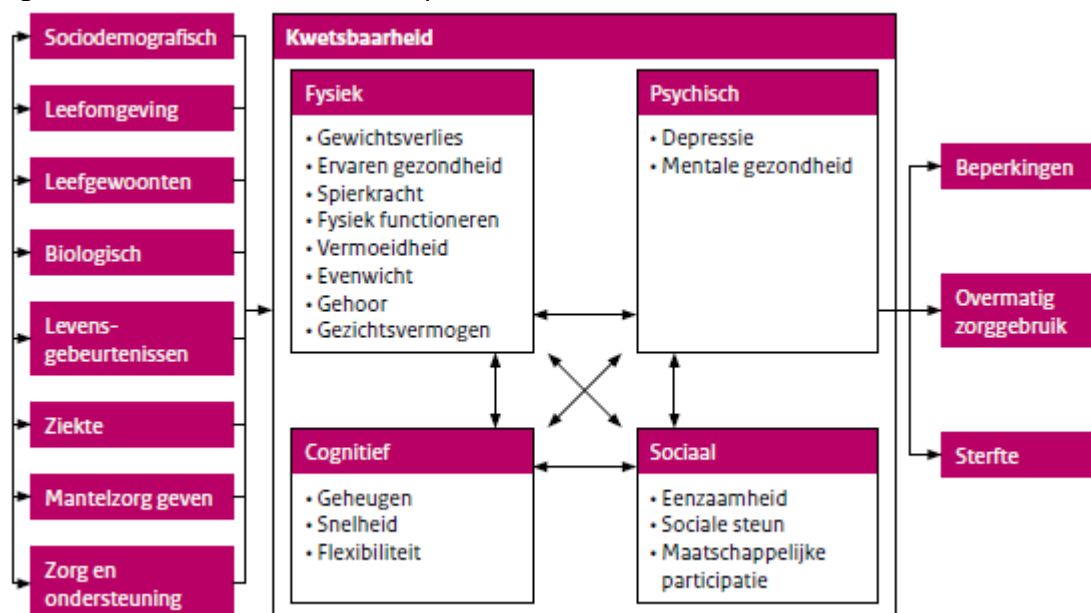 Sociodemografisch
Leefomgeving
Leefgewoonten
Biologisch
Levens-
gebeurtenissen
Ziekte
Mantelzorg geven
Zorg en
ondersteuning
Kwetsbaarheid
Fysiek
• Gewichtsverlies
• Ervaren gezondheid
• Spierkracht
• Fysiek functioneren
• Vermoeidheid
• Evenwicht
• Gehoor
• Gezichtsvermogen
Psychisch
• Depressie
• Mentale gezondheid
Cognitief
• Geheugen
• Snelheid
• Flexibiliteit
Sociaal
• Eenzaamheid
• Sociale steun
• Maatschappelijke
participatie
Beperkingen
Overmatig
zorggebruik
Sterfte